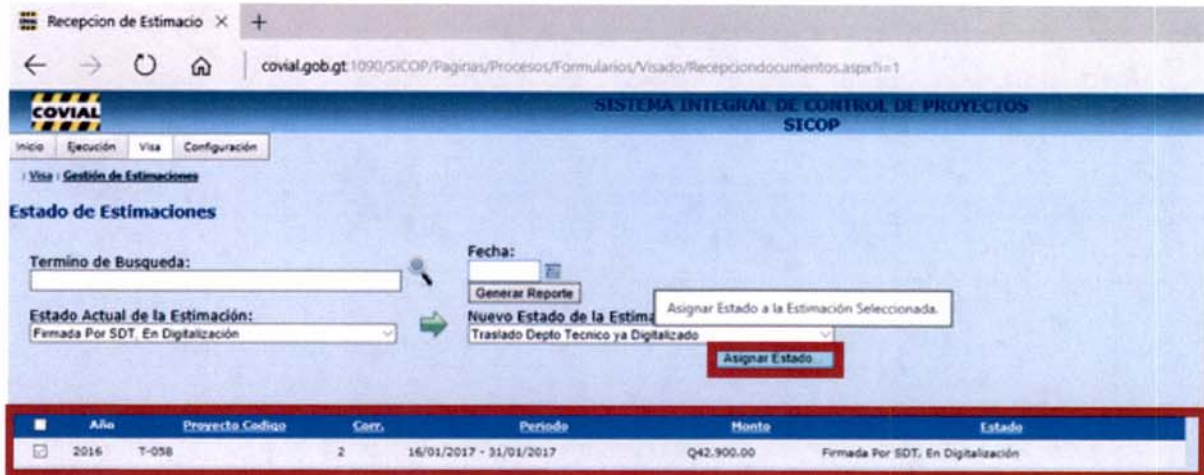 Recepcion de Estimacio
covial.gob.gt:1090/SICOP/Paginas/Procesos/Formularios/Visado/Recepciondocumentos.aspx?i=1
COVIAL
SISTEMA INTEGRAL DE CONTROL DE PROYECTOS
SICOP
Inicio Ejecución Visa Configuración
Visa Gestión de Estimaciones
Estado de Estimaciones
Termino de Busqueda:
Fecha:
Generar Reporte
Asignar Estado a la Estimación Seleccionada.
Estado Actual de la Estimación:
Nuevo Estado de la Estima
Firmada Por SDT, En Digitalización
Traslado Depto Tecnico ya Digitalizado
Asignar Estado
Año Proyecto Codigo Corr. Periodo Monto Estado
2016 T-058 2 16/01/2017 - 31/01/2017 Q42,900.00 Firmada Por SDT, En Digitalización